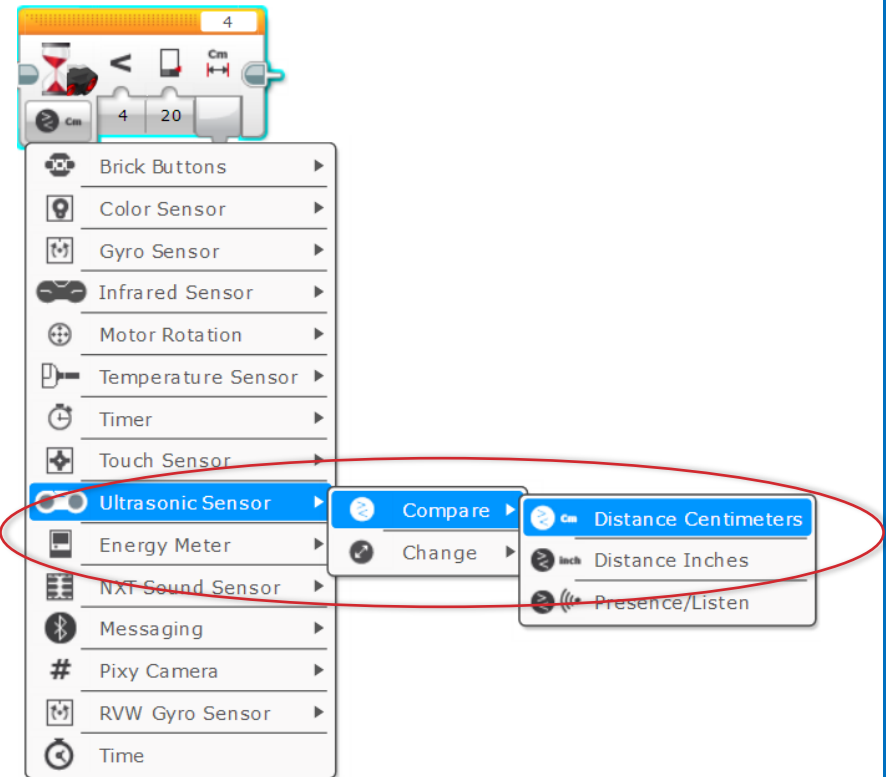 4
< Cm
Cm 4 20
Brick Buttons
Color Sensor
Gyro Sensor
Infrared Sensor
Motor Rotation
Temperature Sensor
Timer
Touch Sensor
Ultrasonic Sensor
Energy Meter
NXT Sound Sensor
Messaging
# Pixy Camera
RVW Gyro Sensor
Time
Compare
Change
Cm Distance Centimeters
inch Distance Inches
Presence/Listen